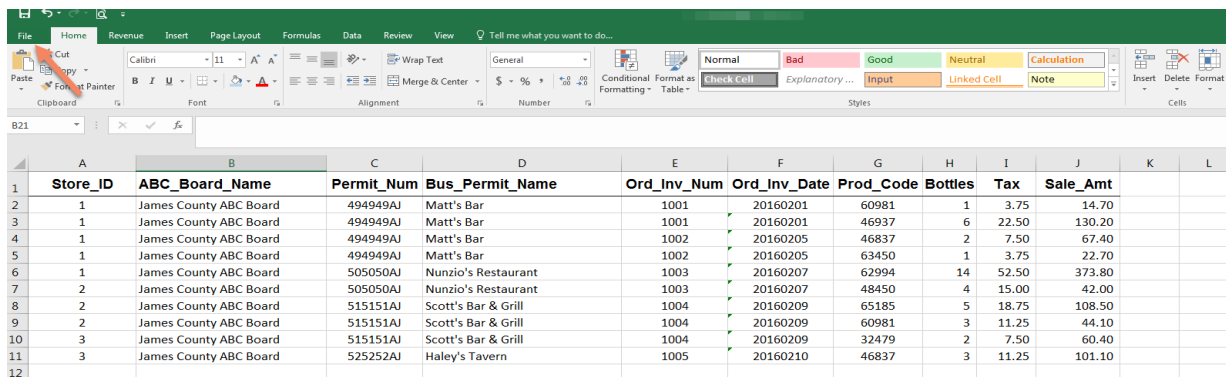 File Home Revenue Insert Page Layout Formulas Data Review View Tell me what you want to do...
Cut Calibri 11 A A Wrap Text General Normal Bad Good Neutral Calculation
Copy
Paste Format Painter B I U A Merge & Center $ % , Conditional Formatting Format as Table Check Cell Explanatory ... Input Linked Cell Note Insert Delete Format
Clipboard Font Alignment Number Styles Cells
B21 fx
A B C D E F G H I J K L
1 Store_ID ABC_Board_Name Permit_Num Bus_Permit_Name Ord_Inv_Num Ord_Inv_Date Prod_Code Bottles Tax Sale_Amt
2 1 James County ABC Board 494949AJ Matt's Bar 1001 20160201 60981 1 3.75 14.70
3 1 James County ABC Board 494949AJ Matt's Bar 1001 20160201 46937 6 22.50 130.20
4 1 James County ABC Board 494949AJ Matt's Bar 1002 20160205 46837 2 7.50 67.40
5 1 James County ABC Board 494949AJ Matt's Bar 1002 20160205 63450 1 3.75 22.70
6 1 James County ABC Board 505050AJ Nunzio's Restaurant 1003 20160207 62994 14 52.50 373.80
7 2 James County ABC Board 505050AJ Nunzio's Restaurant 1003 20160207 48450 4 15.00 42.00
8 2 James County ABC Board 515151AJ Scott's Bar & Grill 1004 20160209 65185 5 18.75 108.50
9 2 James County ABC Board 515151AJ Scott's Bar & Grill 1004 20160209 60981 3 11.25 44.10
10 3 James County ABC Board 515151AJ Scott's Bar & Grill 1004 20160209 32479 2 7.50 60.40
11 3 James County ABC Board 525252AJ Haley's Tavern 1005 20160210 46837 3 11.25 101.10
12